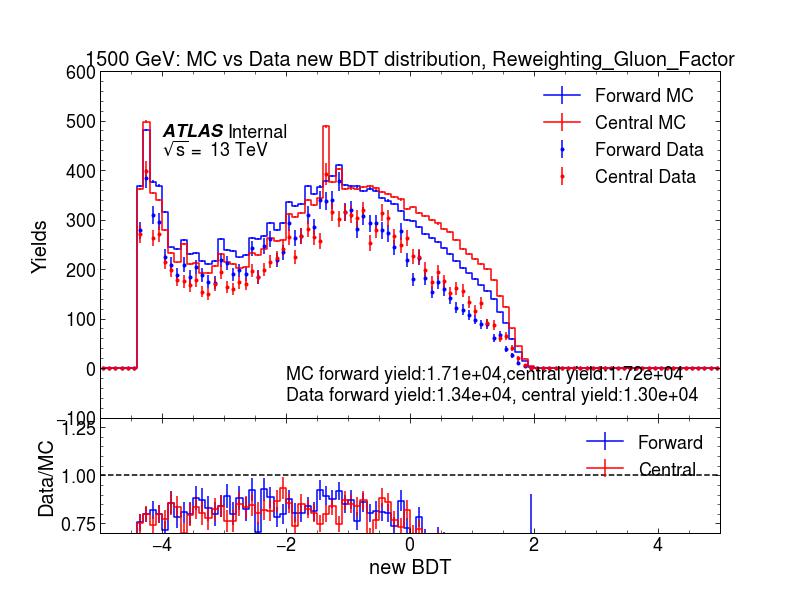 1500 GeV: MC vs Data new BDT distribution, Reweighting_Gluon_Factor
600
500
400
300
200
100
0
−100
Yields
ATLAS Internal
√s = 13 TeV
Forward MC
Central MC
Forward Data
Central Data
MC forward yield:1.71e+04,central yield:1.72e+04
Data forward yield:1.34e+04, central yield:1.30e+04
1.25
1.00
0.75
Data/MC
Forward
Central
−4 −2 0 2 4
new BDT